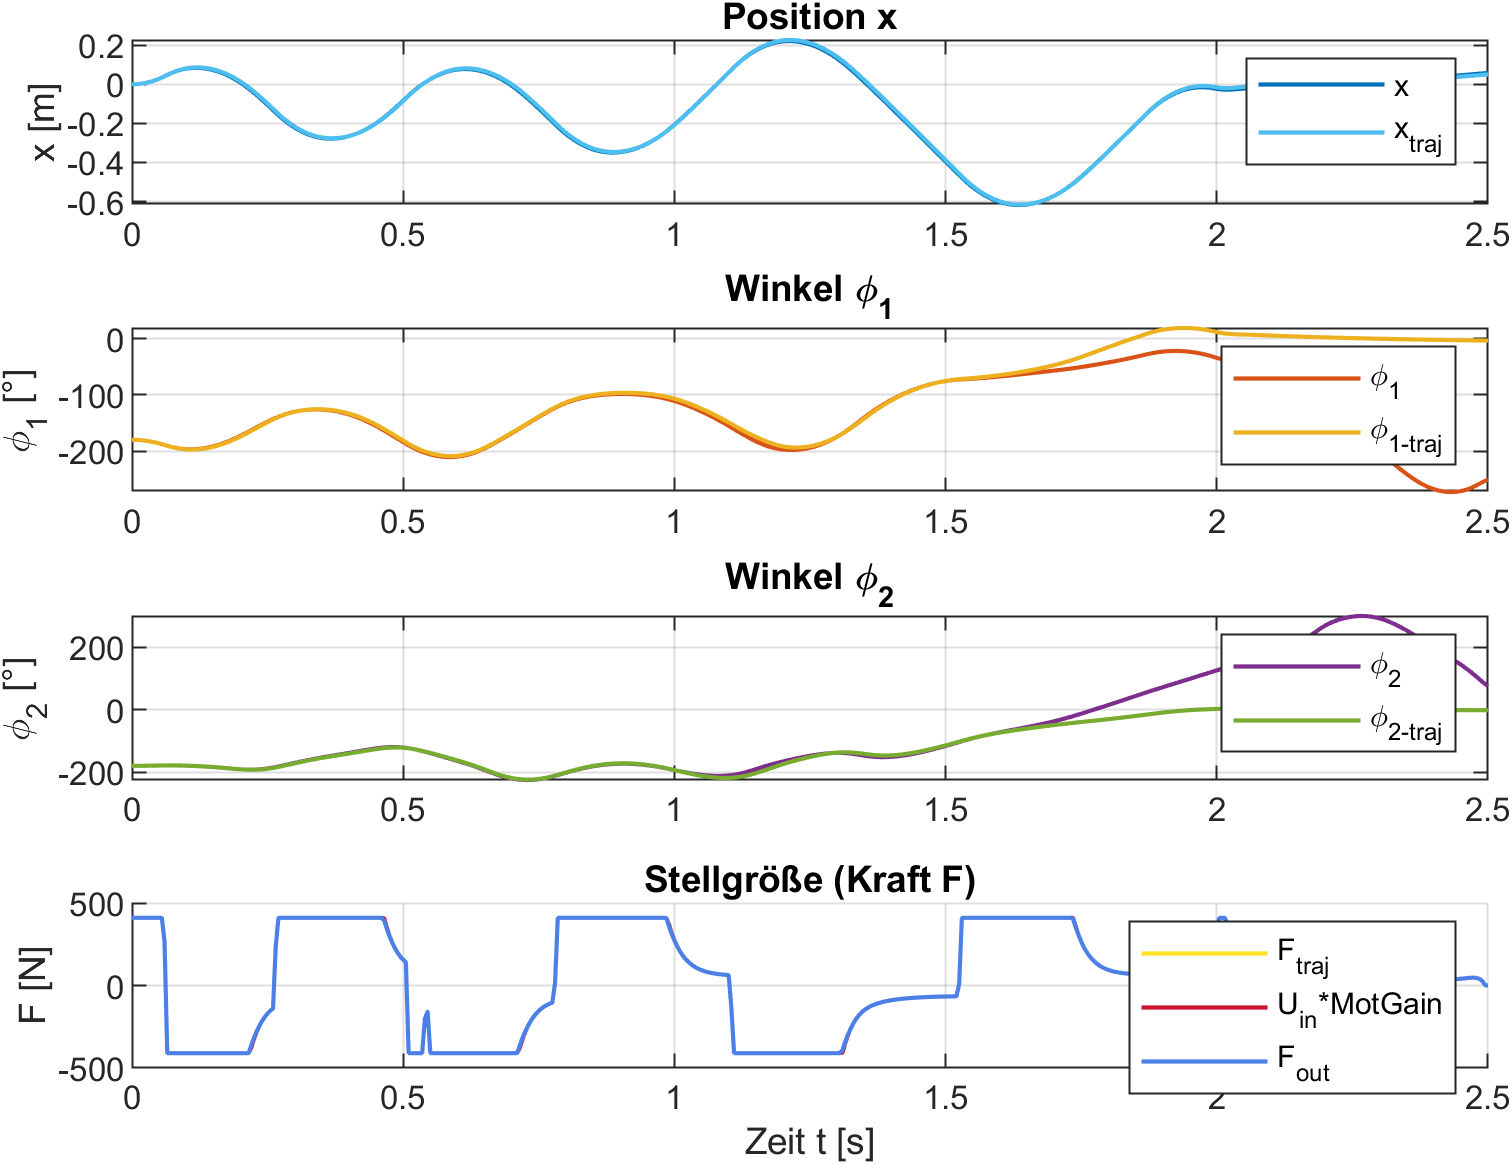 Position x
x [m]
0.2
0
-0.2
-0.4
-0.6
x
x_traj
0 0.5 1 1.5 2 2.5
Winkel ϕ_1
ϕ_1 [°]
0
-100
-200
ϕ_1
ϕ_1-traj
0 0.5 1 1.5 2 2.5
Winkel ϕ_2
ϕ_2 [°]
200
0
-200
ϕ_2
ϕ_2-traj
0 0.5 1 1.5 2 2.5
Stellgröße (Kraft F)
F [N]
500
0
-500
F_traj
U_in*MotGain
F_out
0 0.5 1 1.5 2 2.5
Zeit t [s]